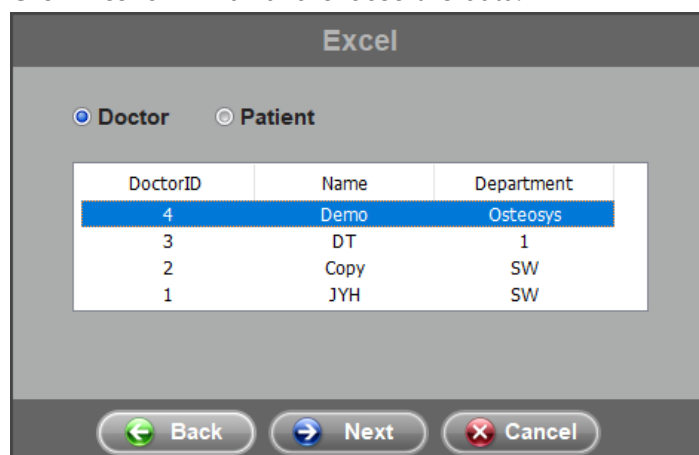 Excel
Doctor Patient
DoctorID Name Department
4 Demo Osteosys
3 DT 1
2 Copy SW
1 JYH SW
Back Next Cancel